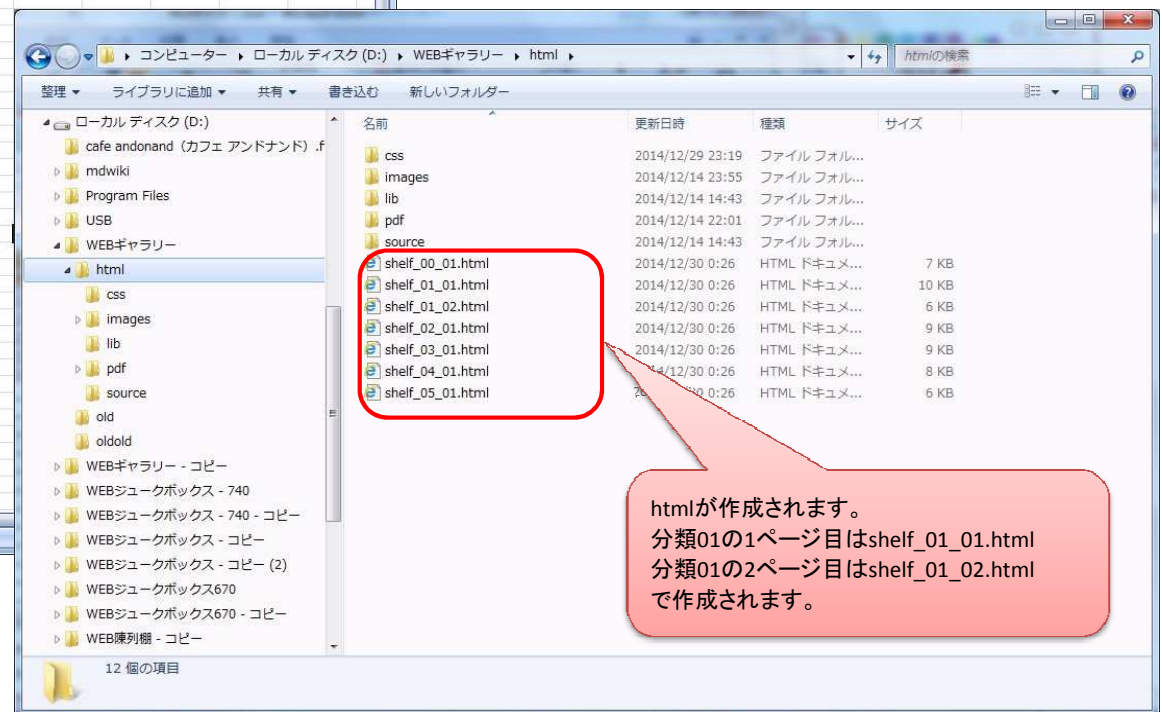 コンピューター ▸ ローカル ディスク (D:) ▸ WEBギャラリー ▸ html ▸
htmlの検索
整理 ライブラリに追加 共有 書き込む 新しいフォルダー
ローカル ディスク (D:)
cafe andonand（カフェ アンドナンド）.f
mdwiki
Program Files
USB
WEBギャラリー
html
css
images
lib
pdf
source
old
oldold
WEBギャラリー - コピー
WEBジュークボックス - 740
WEBジュークボックス - 740 - コピー
WEBジュークボックス - コピー
WEBジュークボックス - コピー (2)
WEBジュークボックス670
WEBジュークボックス670 - コピー
WEB陳列棚 - コピー
名前 更新日時 種類 サイズ
css 2014/12/29 23:19 ファイル フォル...
images 2014/12/14 23:55 ファイル フォル...
lib 2014/12/14 14:43 ファイル フォル...
pdf 2014/12/14 22:01 ファイル フォル...
source 2014/12/14 14:43 ファイル フォル...
shelf_00_01.html 2014/12/30 0:26 HTML ドキュメ... 7 KB
shelf_01_01.html 2014/12/30 0:26 HTML ドキュメ... 10 KB
shelf_01_02.html 2014/12/30 0:26 HTML ドキュメ... 6 KB
shelf_02_01.html 2014/12/30 0:26 HTML ドキュメ... 9 KB
shelf_03_01.html 2014/12/30 0:26 HTML ドキュメ... 9 KB
shelf_04_01.html 0:26 HTML ドキュメ... 8 KB
shelf_05_01.html 0:26 HTML ドキュメ... 6 KB
htmlが作成されます。
分類01の1ページ目はshelf_01_01.html
分類01の2ページ目はshelf_01_02.html
で作成されます。
12 個の項目